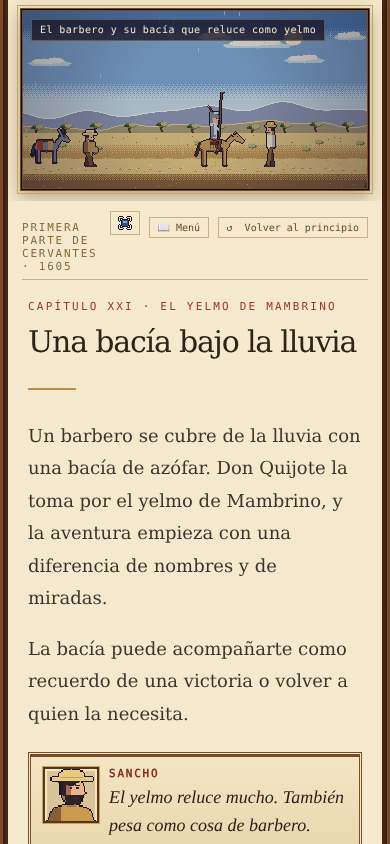 El barbero y su bacía que reluce como yelmo
PRIMERA
PARTE DE
CERVANTES
· 1605
📖 Menú
↺ Volver al principio
CAPÍTULO XXI · EL YELMO DE MAMBRINO
Una bacía bajo la lluvia
Un barbero se cubre de la lluvia con
una bacía de azófar. Don Quijote la
toma por el yelmo de Mambrino, y
la aventura empieza con una
diferencia de nombres y de
miradas.
La bacía puede acompañarte como
recuerdo de una victoria o volver a
quien la necesita.
SANCHO
El yelmo reluce mucho. También
pesa como cosa de barbero.